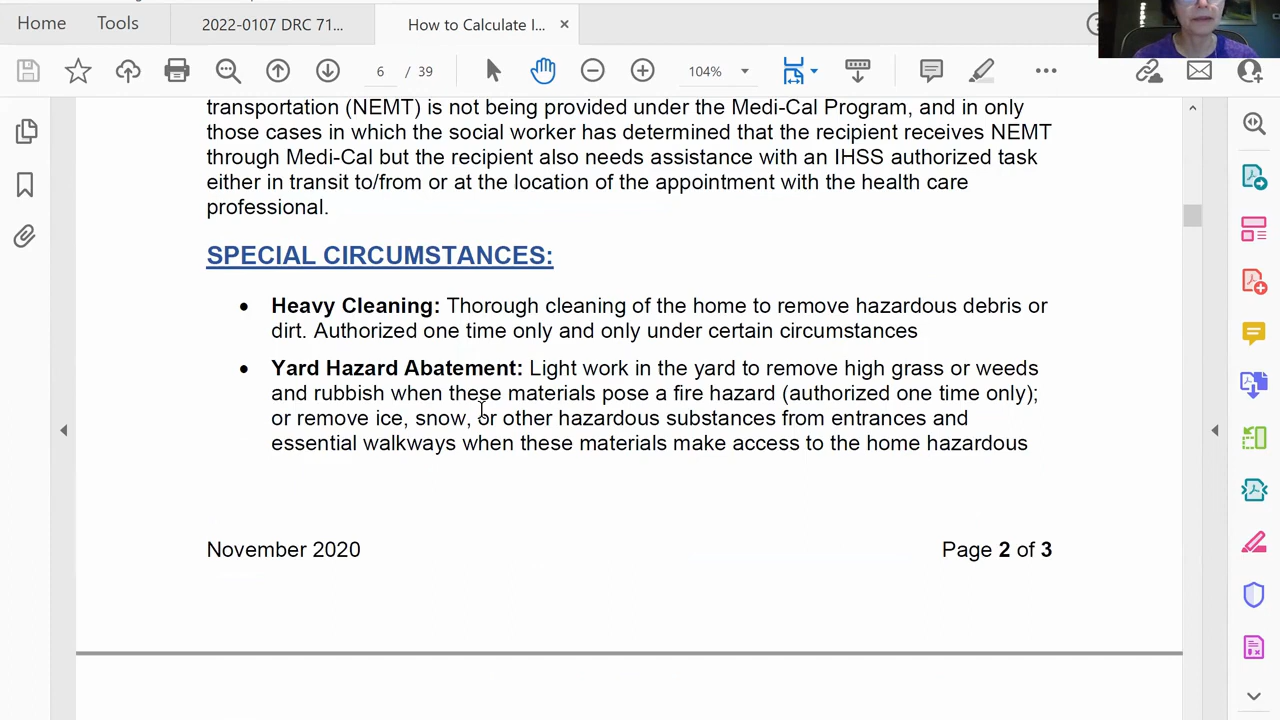 Home
Tools
2022-0107 DRC 71...
How to Calculate I...
6
/ 39
104%
transportation (NEMT) is not being provided under the Medi-Cal Program, and in only
those cases in which the social worker has determined that the recipient receives NEMT
through Medi-Cal but the recipient also needs assistance with an IHSS authorized task
either in transit to/from or at the location of the appointment with the health care
professional.
SPECIAL CIRCUMSTANCES:
• Heavy Cleaning: Thorough cleaning of the home to remove hazardous debris or
dirt. Authorized one time only and only under certain circumstances
• Yard Hazard Abatement: Light work in the yard to remove high grass or weeds
and rubbish when these materials pose a fire hazard (authorized one time only);
or remove ice, snow, or other hazardous substances from entrances and
essential walkways when these materials make access to the home hazardous
November 2020
Page 2 of 3